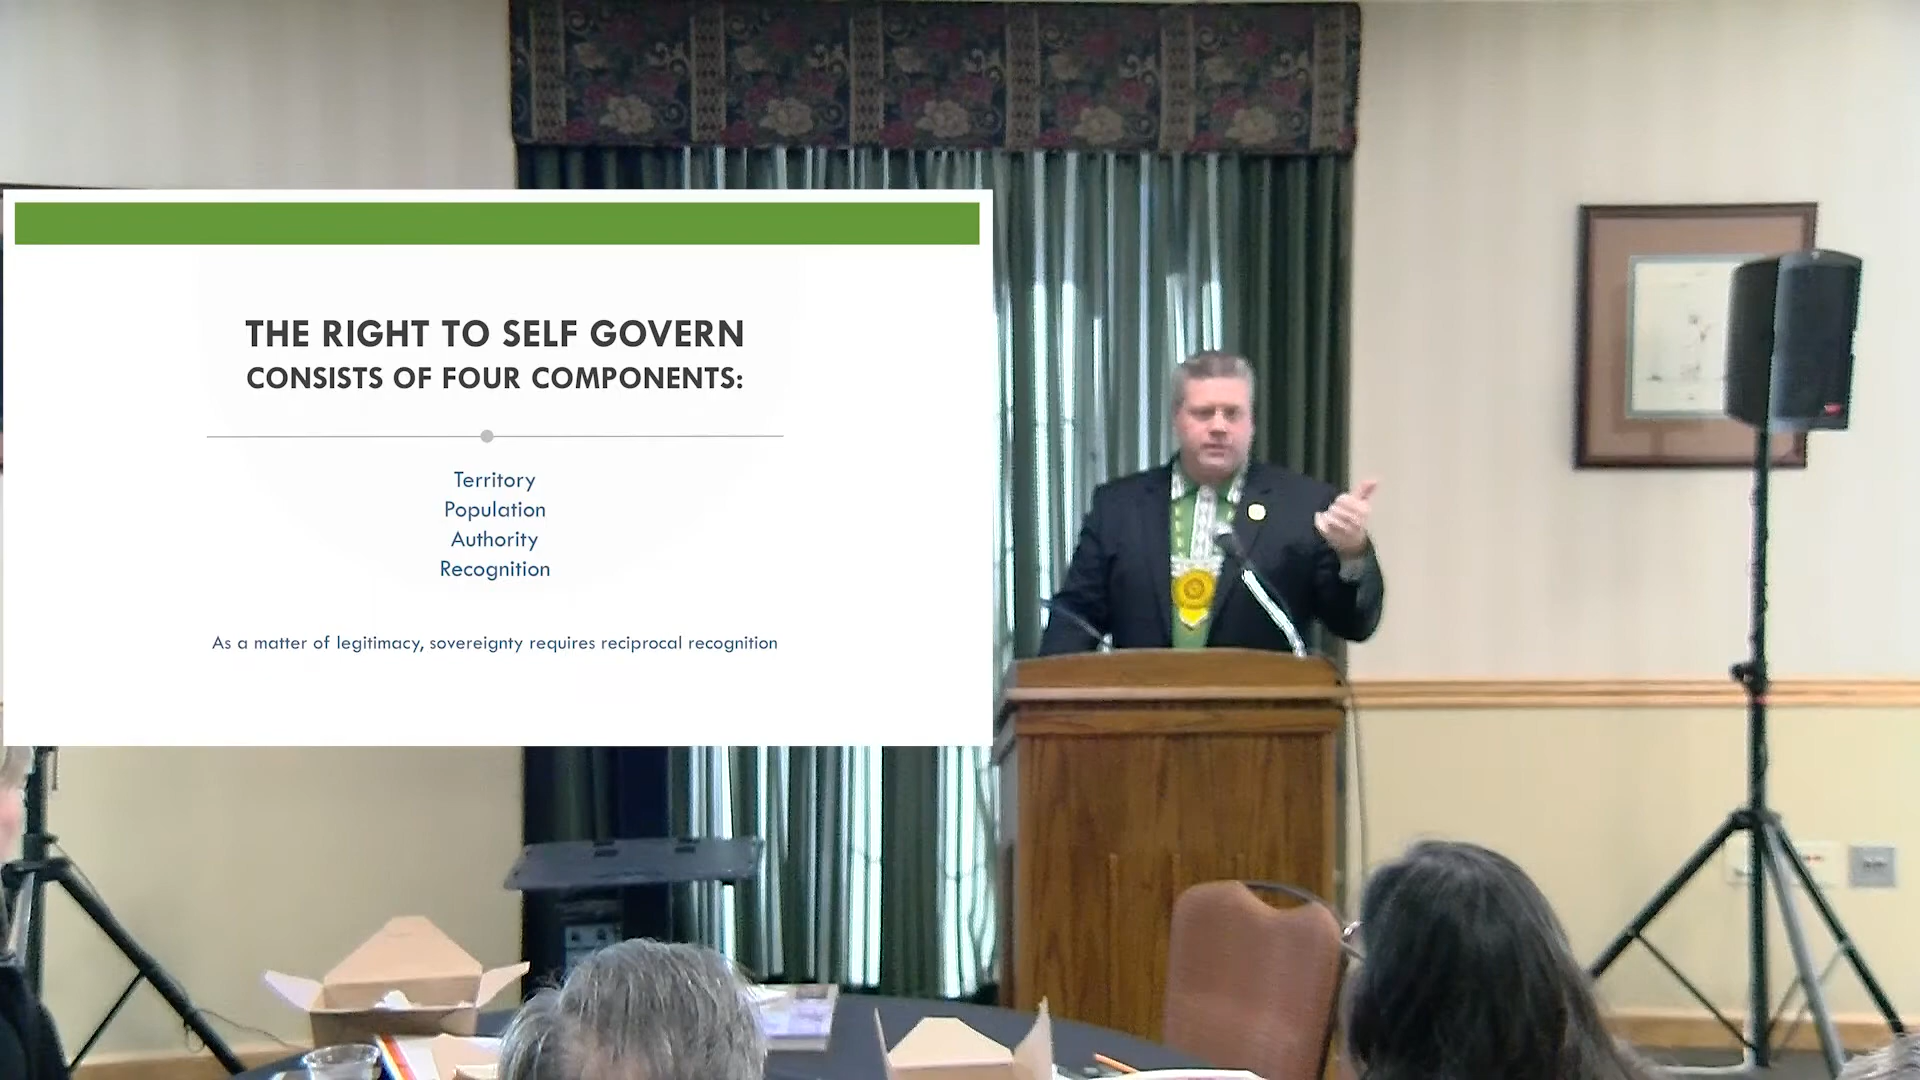 THE RIGHT TO SELF GOVERN
CONSISTS OF FOUR COMPONENTS:
Territory
Population
Authority
Recognition
As a matter of legitimacy, sovereignty requires reciprocal recognition